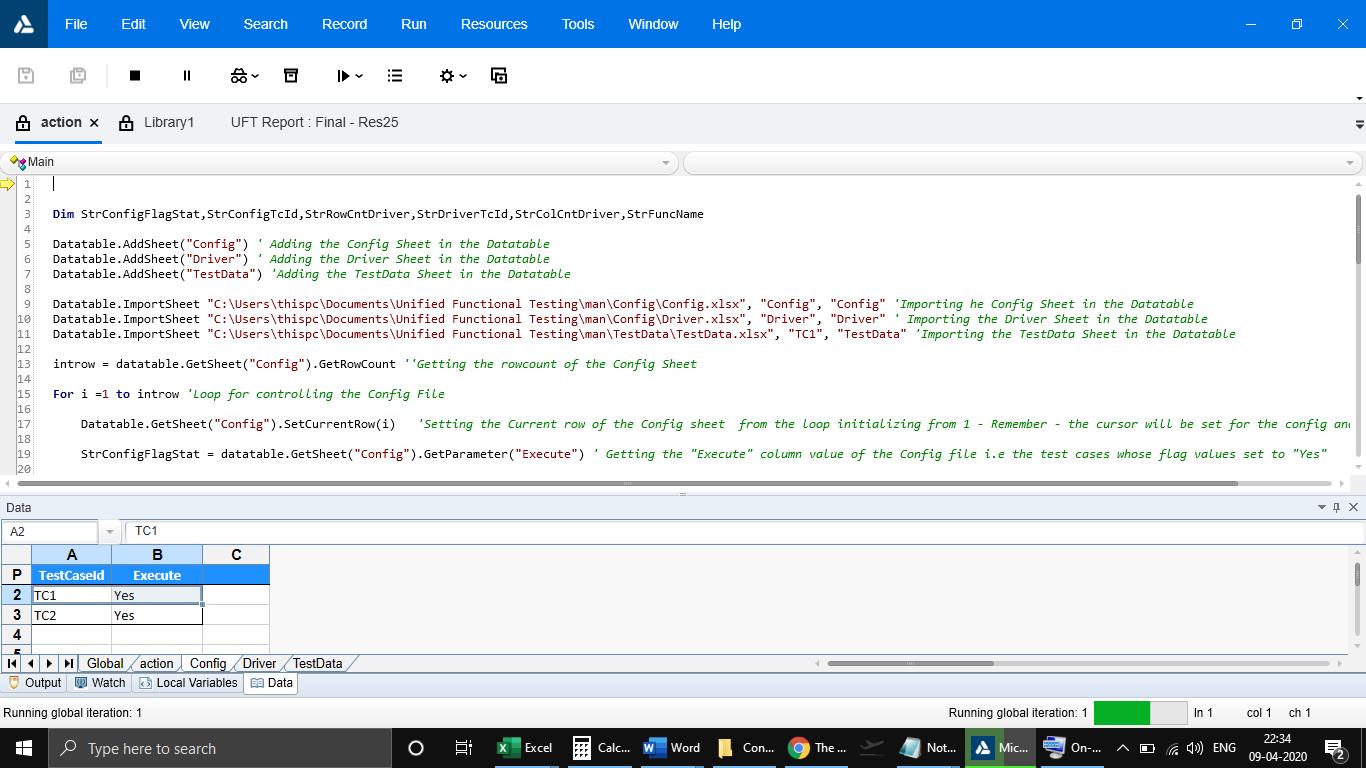 File Edit View Search Record Run Resources Tools Window Help
action Library1 UFT Report : Final - Res25
Main
1
2
3 Dim StrConfigFlagStat,StrConfigTcId,StrRowCntDriver,StrDriverTcId,StrColCntDriver,StrFuncName
4
5 Datatable.AddSheet("Config") ' Adding the Config Sheet in the Datatable
6 Datatable.AddSheet("Driver") ' Adding the Driver Sheet in the Datatable
7 Datatable.AddSheet("TestData") 'Adding the TestData Sheet in the Datatable
8
9 Datatable.ImportSheet "C:\Users\thispc\Documents\Unified Functional Testing\man\Config\Config.xlsx", "Config", "Config" 'Importing he Config Sheet in the Datatable
10 Datatable.ImportSheet "C:\Users\thispc\Documents\Unified Functional Testing\man\Config\Driver.xlsx", "Driver", "Driver" ' Importing the Driver Sheet in the Datatable
11 Datatable.ImportSheet "C:\Users\thispc\Documents\Unified Functional Testing\man\TestData\TestData.xlsx", "TC1", "TestData" 'Importing the TestData Sheet in the Datatable
12
13 introw = datatable.GetSheet("Config").GetRowCount ''Getting the rowcount of the Config Sheet
14
15 For i =1 to introw 'Loop for controlling the Config File
16
17 Datatable.GetSheet("Config").SetCurrentRow(i) 'Setting the Current row of the Config sheet from the loop initializing from 1 - Remember - the cursor will be set for the config an
18
19 StrConfigFlagStat = datatable.GetSheet("Config").GetParameter("Execute") ' Getting the "Execute" column value of the Config file i.e the test cases whose flag values set to "Yes"
20
Data
A2 TC1
A B C
P TestCaseId Execute
2 TC1 Yes
3 TC2 Yes
4
5
Global action Config Driver TestData
Output Watch Local Variables Data
Running global iteration: 1 Running global iteration: 1 ln 1 col 1 ch 1
Type here to search Excel Calc... Word Con... The ... Not... Mic... On-... ENG 22:34
09-04-2020 2